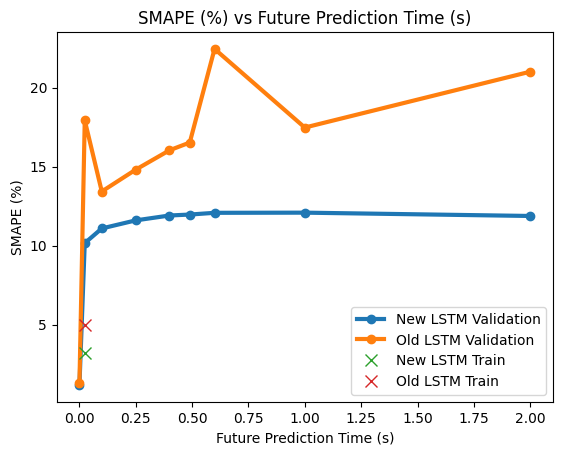 SMAPE (%) vs Future Prediction Time (s)
SMAPE (%)
20
15
10
5
New LSTM Validation
Old LSTM Validation
New LSTM Train
Old LSTM Train
0.00 0.25 0.50 0.75 1.00 1.25 1.50 1.75 2.00
Future Prediction Time (s)